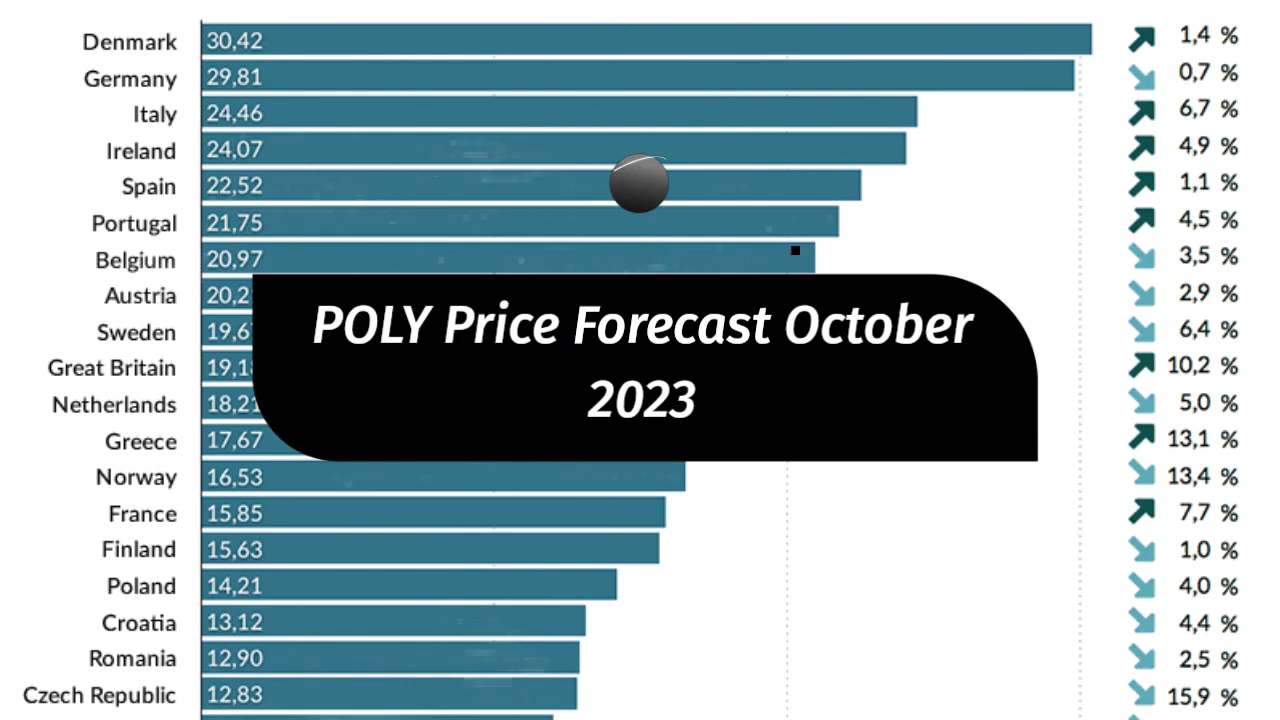 Denmark 30,42 1,4 %
Germany 29,81 0,7 %
Italy 24,46 6,7 %
Ireland 24,07 4,9 %
Spain 22,52 1,1 %
Portugal 21,75 4,5 %
Belgium 20,97 3,5 %
Austria 2,9 %
Sweden 6,4 %
Great Britain 10,2 %
Netherlands 18,21 5,0 %
Greece 17,67 13,1 %
POLY Price Forecast October
2023
Norway 16,53 13,4 %
France 15,85 7,7 %
Finland 15,63 1,0 %
Poland 14,21 4,0 %
Croatia 13,12 4,4 %
Romania 12,90 2,5 %
Czech Republic 12,83 15,9 %